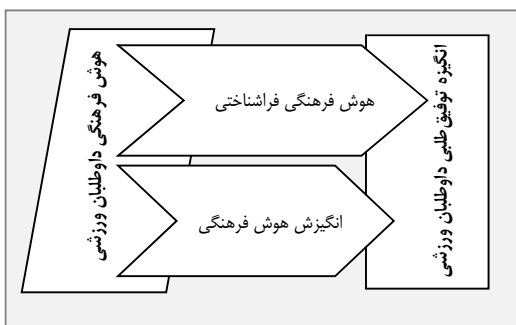 انگیزه توفیق طلبی داوطلبان ورزشی
هوش فرهنگی فراشناختی
انگیزش هوش فرهنگی
هوش فرهنگی داوطلبان ورزشی